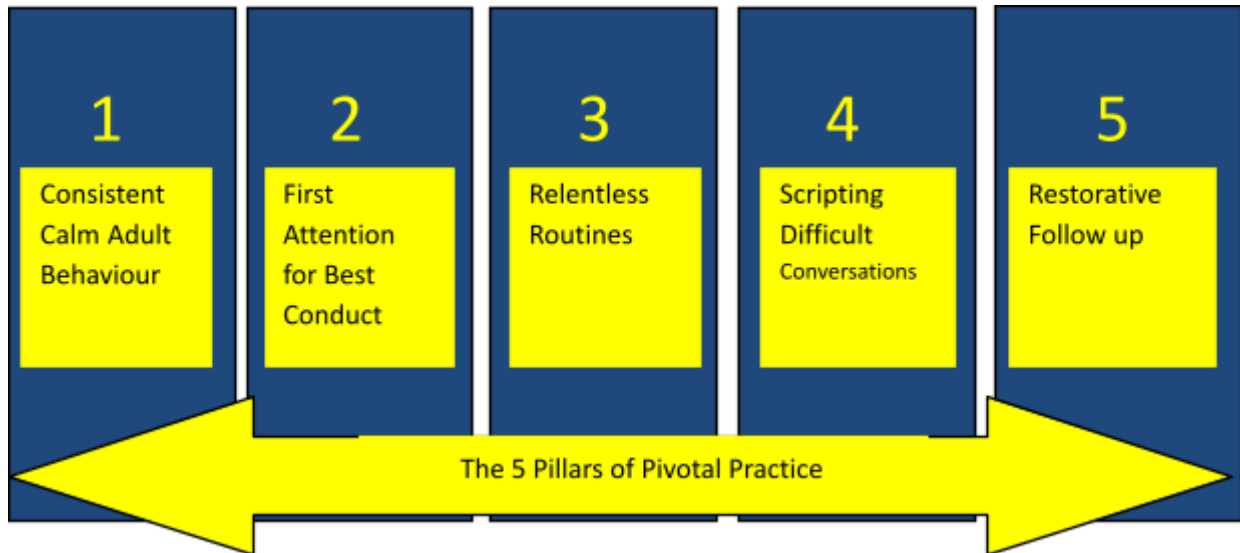 1
Consistent
Calm Adult
Behaviour
2
First
Attention
for Best
Conduct
3
Relentless
Routines
4
Scripting
Difficult
Conversations
5
Restorative
Follow up
The 5 Pillars of Pivotal Practice